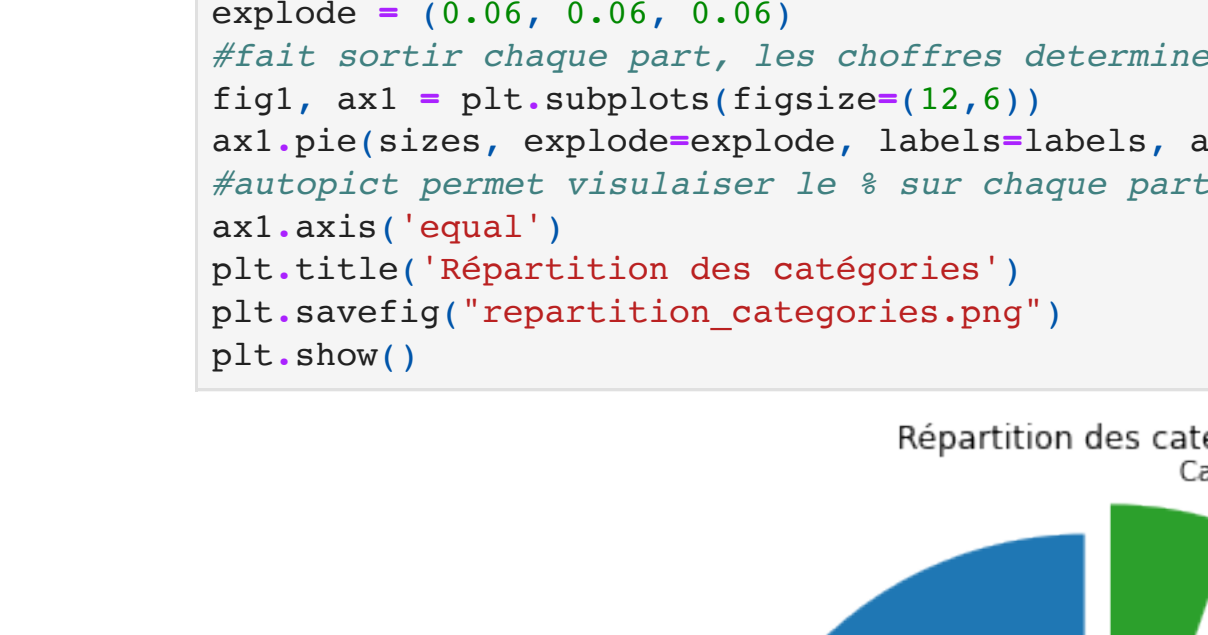 explode = (0.06, 0.06, 0.06)
#fait sortir chaque part, les choffres determine
fig1, ax1 = plt.subplots(figsize=(12,6))
ax1.pie(sizes, explode=explode, labels=labels, a
#autopict permet visulaiser le % sur chaque part
ax1.axis('equal')
plt.title('Répartition des catégories')
plt.savefig("repartition_categories.png")
plt.show()
Répartition des caté
Ca